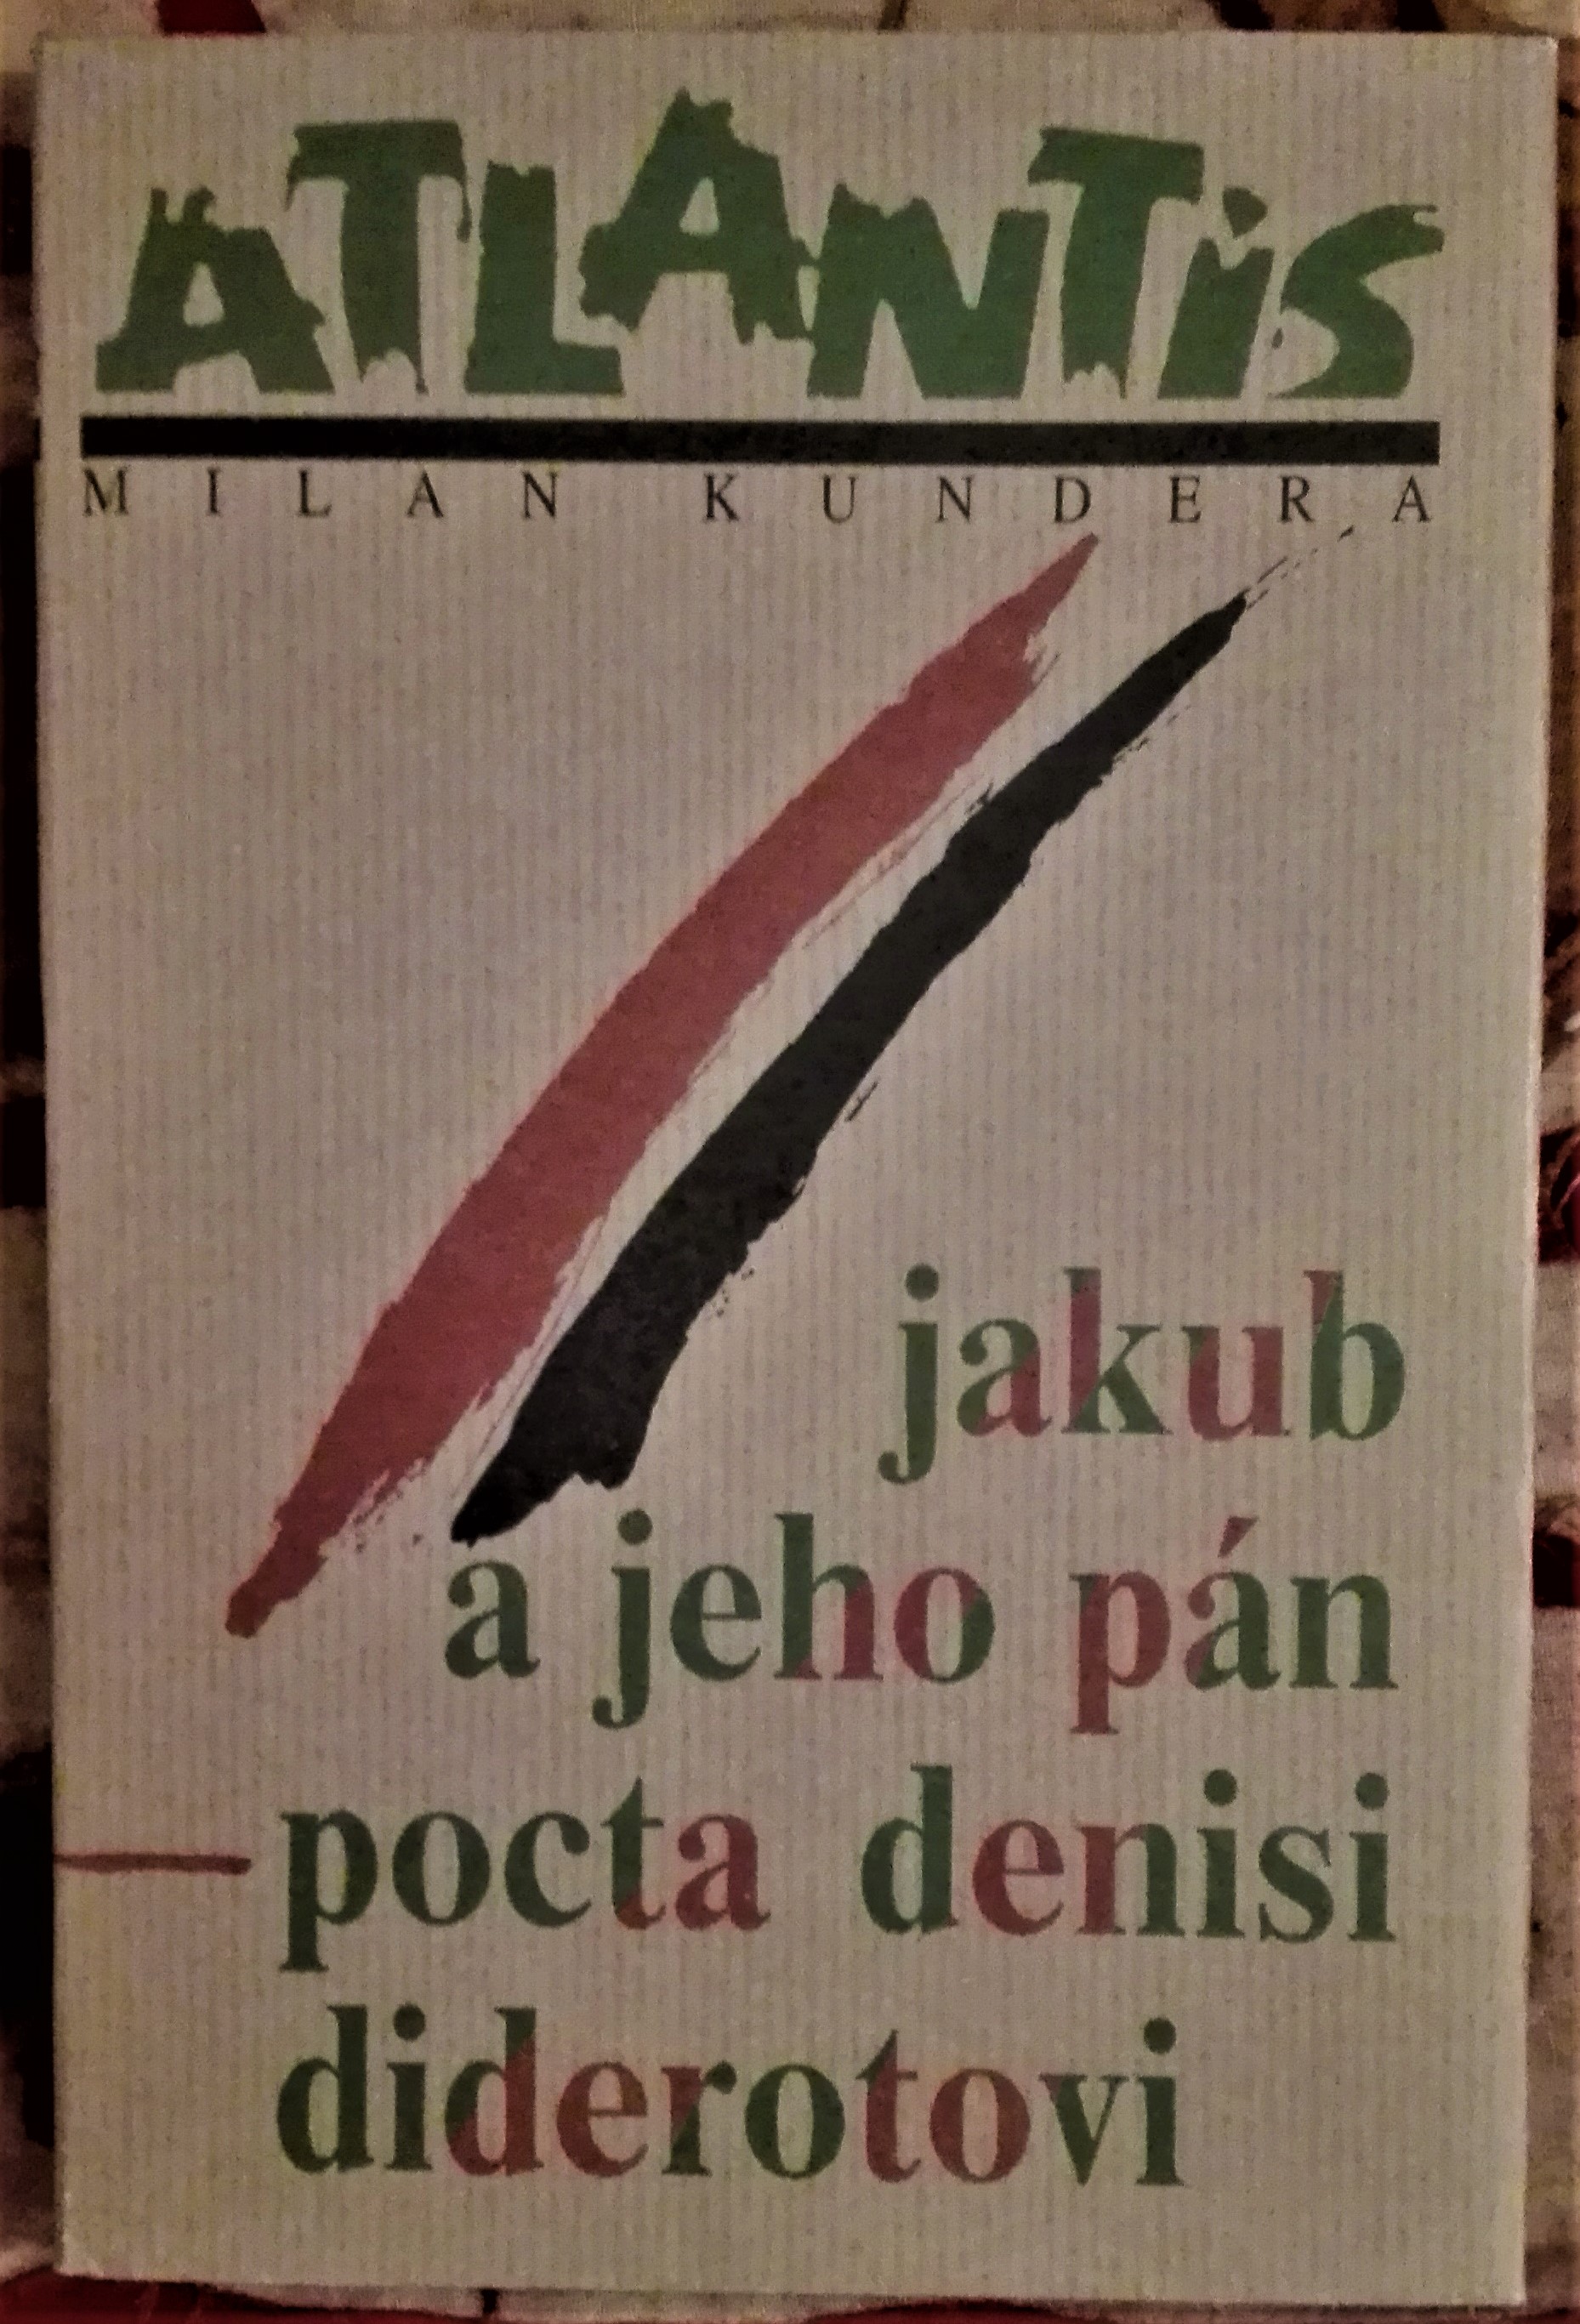 ATLANTiS
MILAN KUNDERA
jakub
a jeho pán
pocta denisi
diderotovi